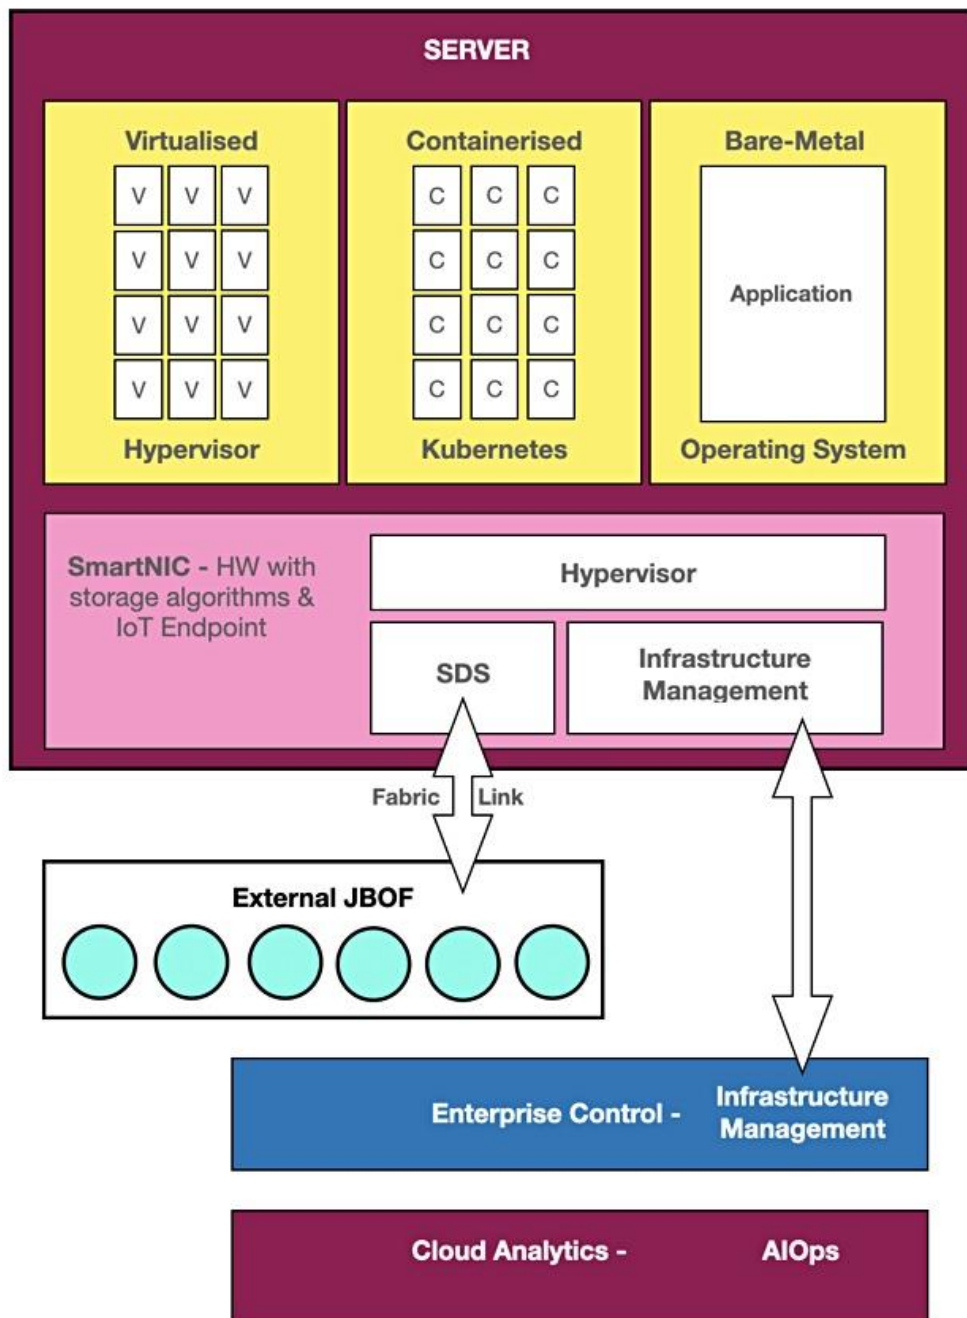 SERVER
Virtualised
V V V
V V V
V V V
V V V
Hypervisor
Containerised
C C C
C C C
C C C
C C C
Kubernetes
Bare-Metal
Application
Operating System
SmartNIC - HW with
storage algorithms &
IoT Endpoint
Hypervisor
SDS
Infrastructure
Management
Fabric Link
External JBOF
Enterprise Control -
Infrastructure
Management
Cloud Analytics - AIOps